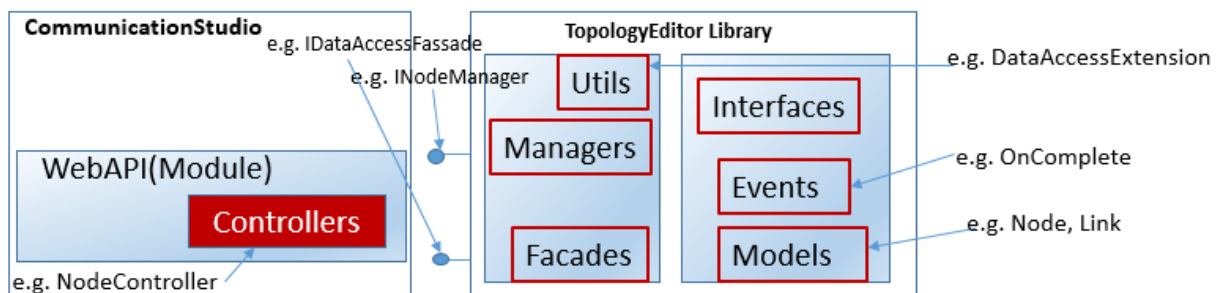 CommunicationStudio
e.g. IDataAccessFassade
e.g. INodeManager
WebAPI(Module)
Controllers
e.g. NodeController
TopologyEditor Library
Utils
Managers
Facades
Interfaces
Events
Models
e.g. DataAccessExtension
e.g. OnComplete
e.g. Node, Link